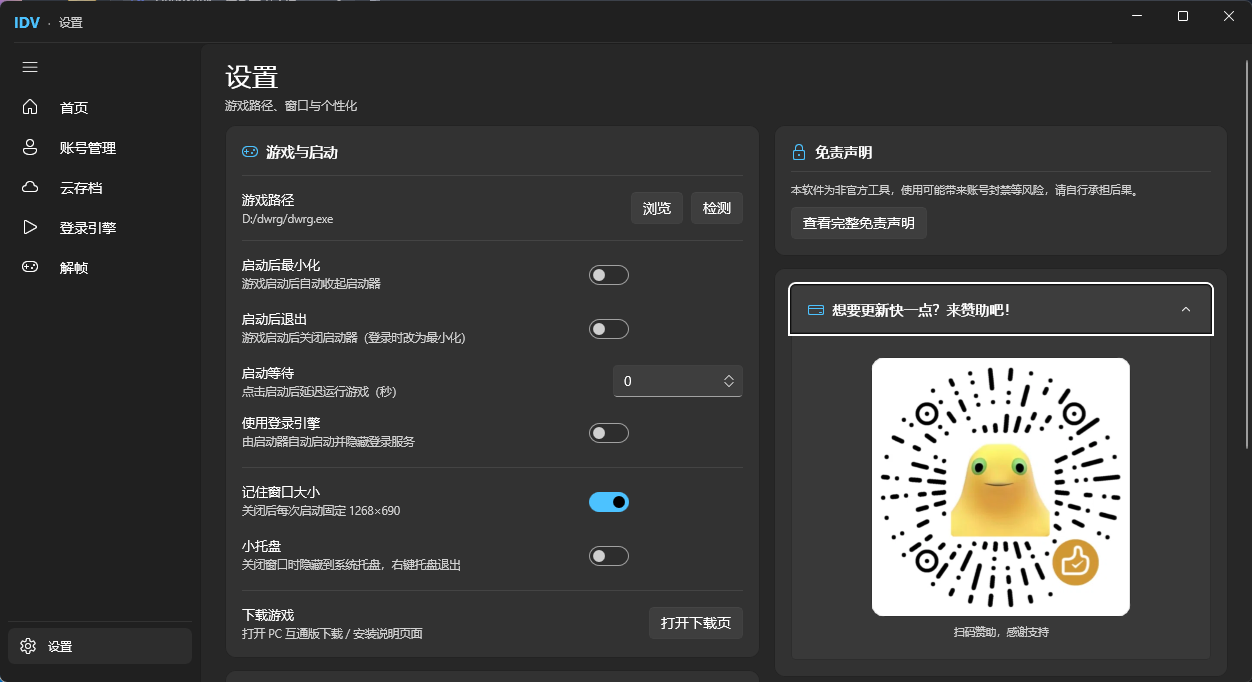 IDV · 设置
首页
账号管理
云存档
登录引擎
解帧
设置
设置
游戏路径、窗口与个性化
游戏与启动
游戏路径
D:/dwrg/dwrg.exe
浏览
检测
启动后最小化
游戏启动后自动收起启动器
启动后退出
游戏启动后关闭启动器（登录时改为最小化）
启动等待
点击启动后延迟运行游戏（秒）
0
使用登录引擎
由启动器自动启动并隐藏登录服务
记住窗口大小
关闭后每次启动固定 1268×690
小托盘
关闭窗口时隐藏到系统托盘，右键托盘退出
下载游戏
打开 PC 互通版下载 / 安装说明页面
打开下载页
免责声明
本软件为非官方工具，使用可能带来账号封禁等风险，请自行承担后果。
查看完整免责声明
想要更新快一点？来赞助吧！
扫码赞助，感谢支持